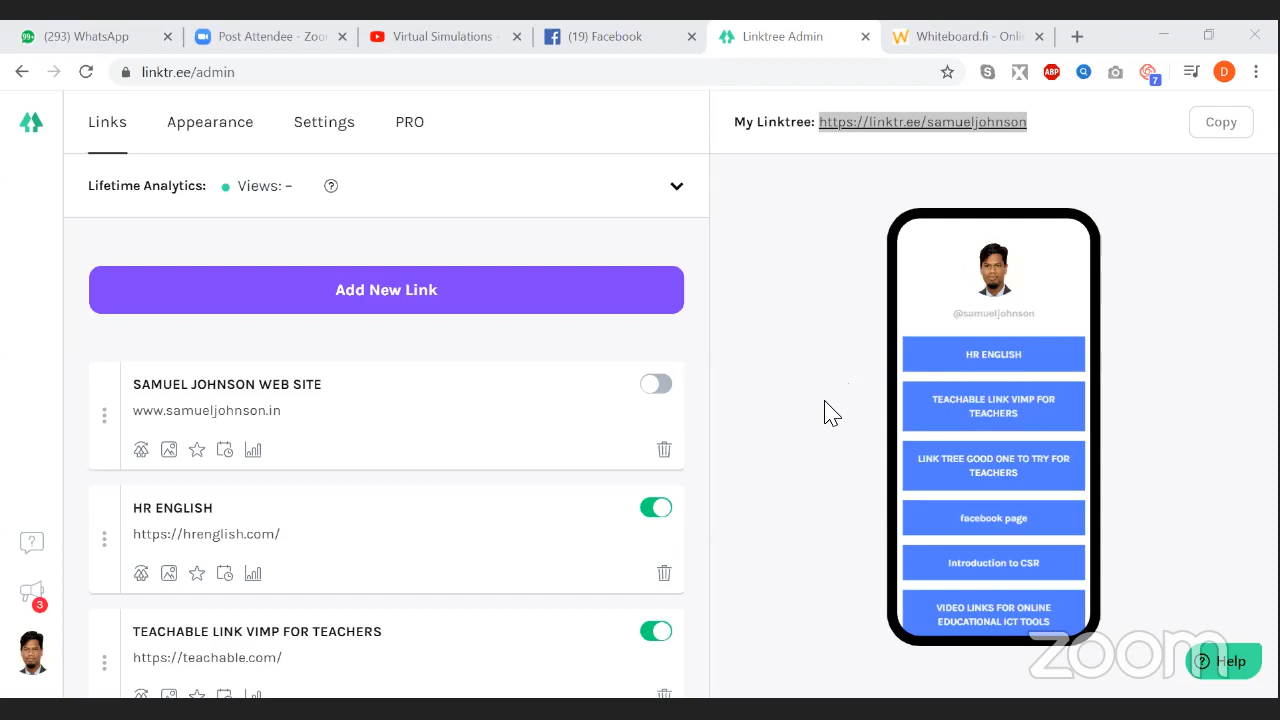 99+
(293) WhatsApp
Post Attendee - Zoo
Virtual Simulations -
(19) Facebook
Linktree Admin
Whiteboard.fi - Onli
linktr.ee/admin
ABP
7
D
Links
Appearance
Settings
PRO
My Linktree: https://linktr.ee/samueljohnson
Copy
Lifetime Analytics:
Views: –
?
Add New Link
SAMUEL JOHNSON WEB SITE
www.samueljohnson.in
HR ENGLISH
https://hrenglish.com/
TEACHABLE LINK VIMP FOR TEACHERS
https://teachable.com/
?
3
@samueljohnson
HR ENGLISH
TEACHABLE LINK VIMP FOR
TEACHERS
LINK TREE GOOD ONE TO TRY FOR
TEACHERS
facebook page
Introduction to CSR
VIDEO LINKS FOR ONLINE
EDUCATIONAL ICT TOOLS
zoom
? Help